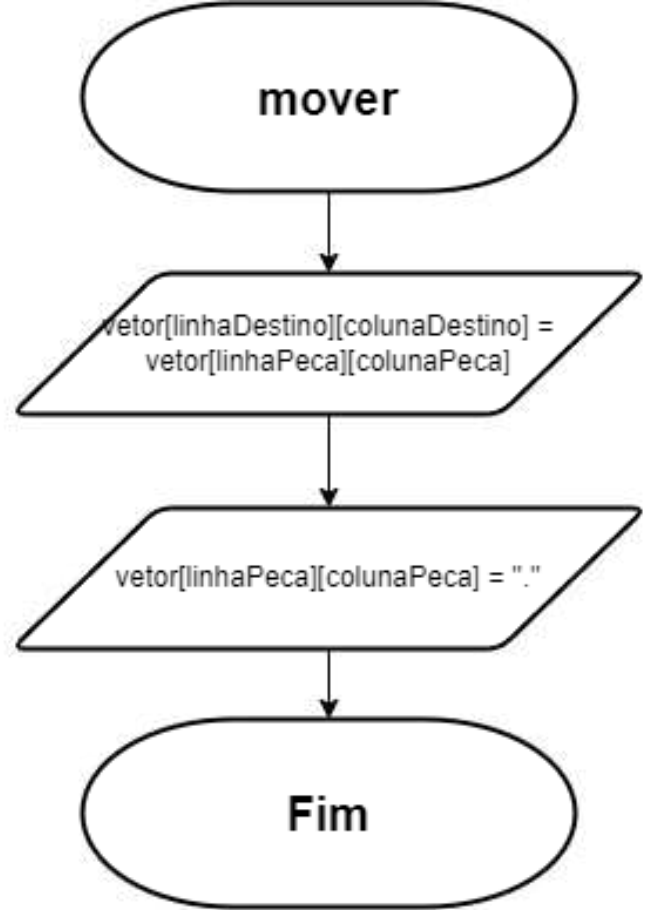 mover
vetor[linhaDestino][colunaDestino] =
vetor[linhaPeca][colunaPeca]
vetor[linhaPeca][colunaPeca] = "."
Fim